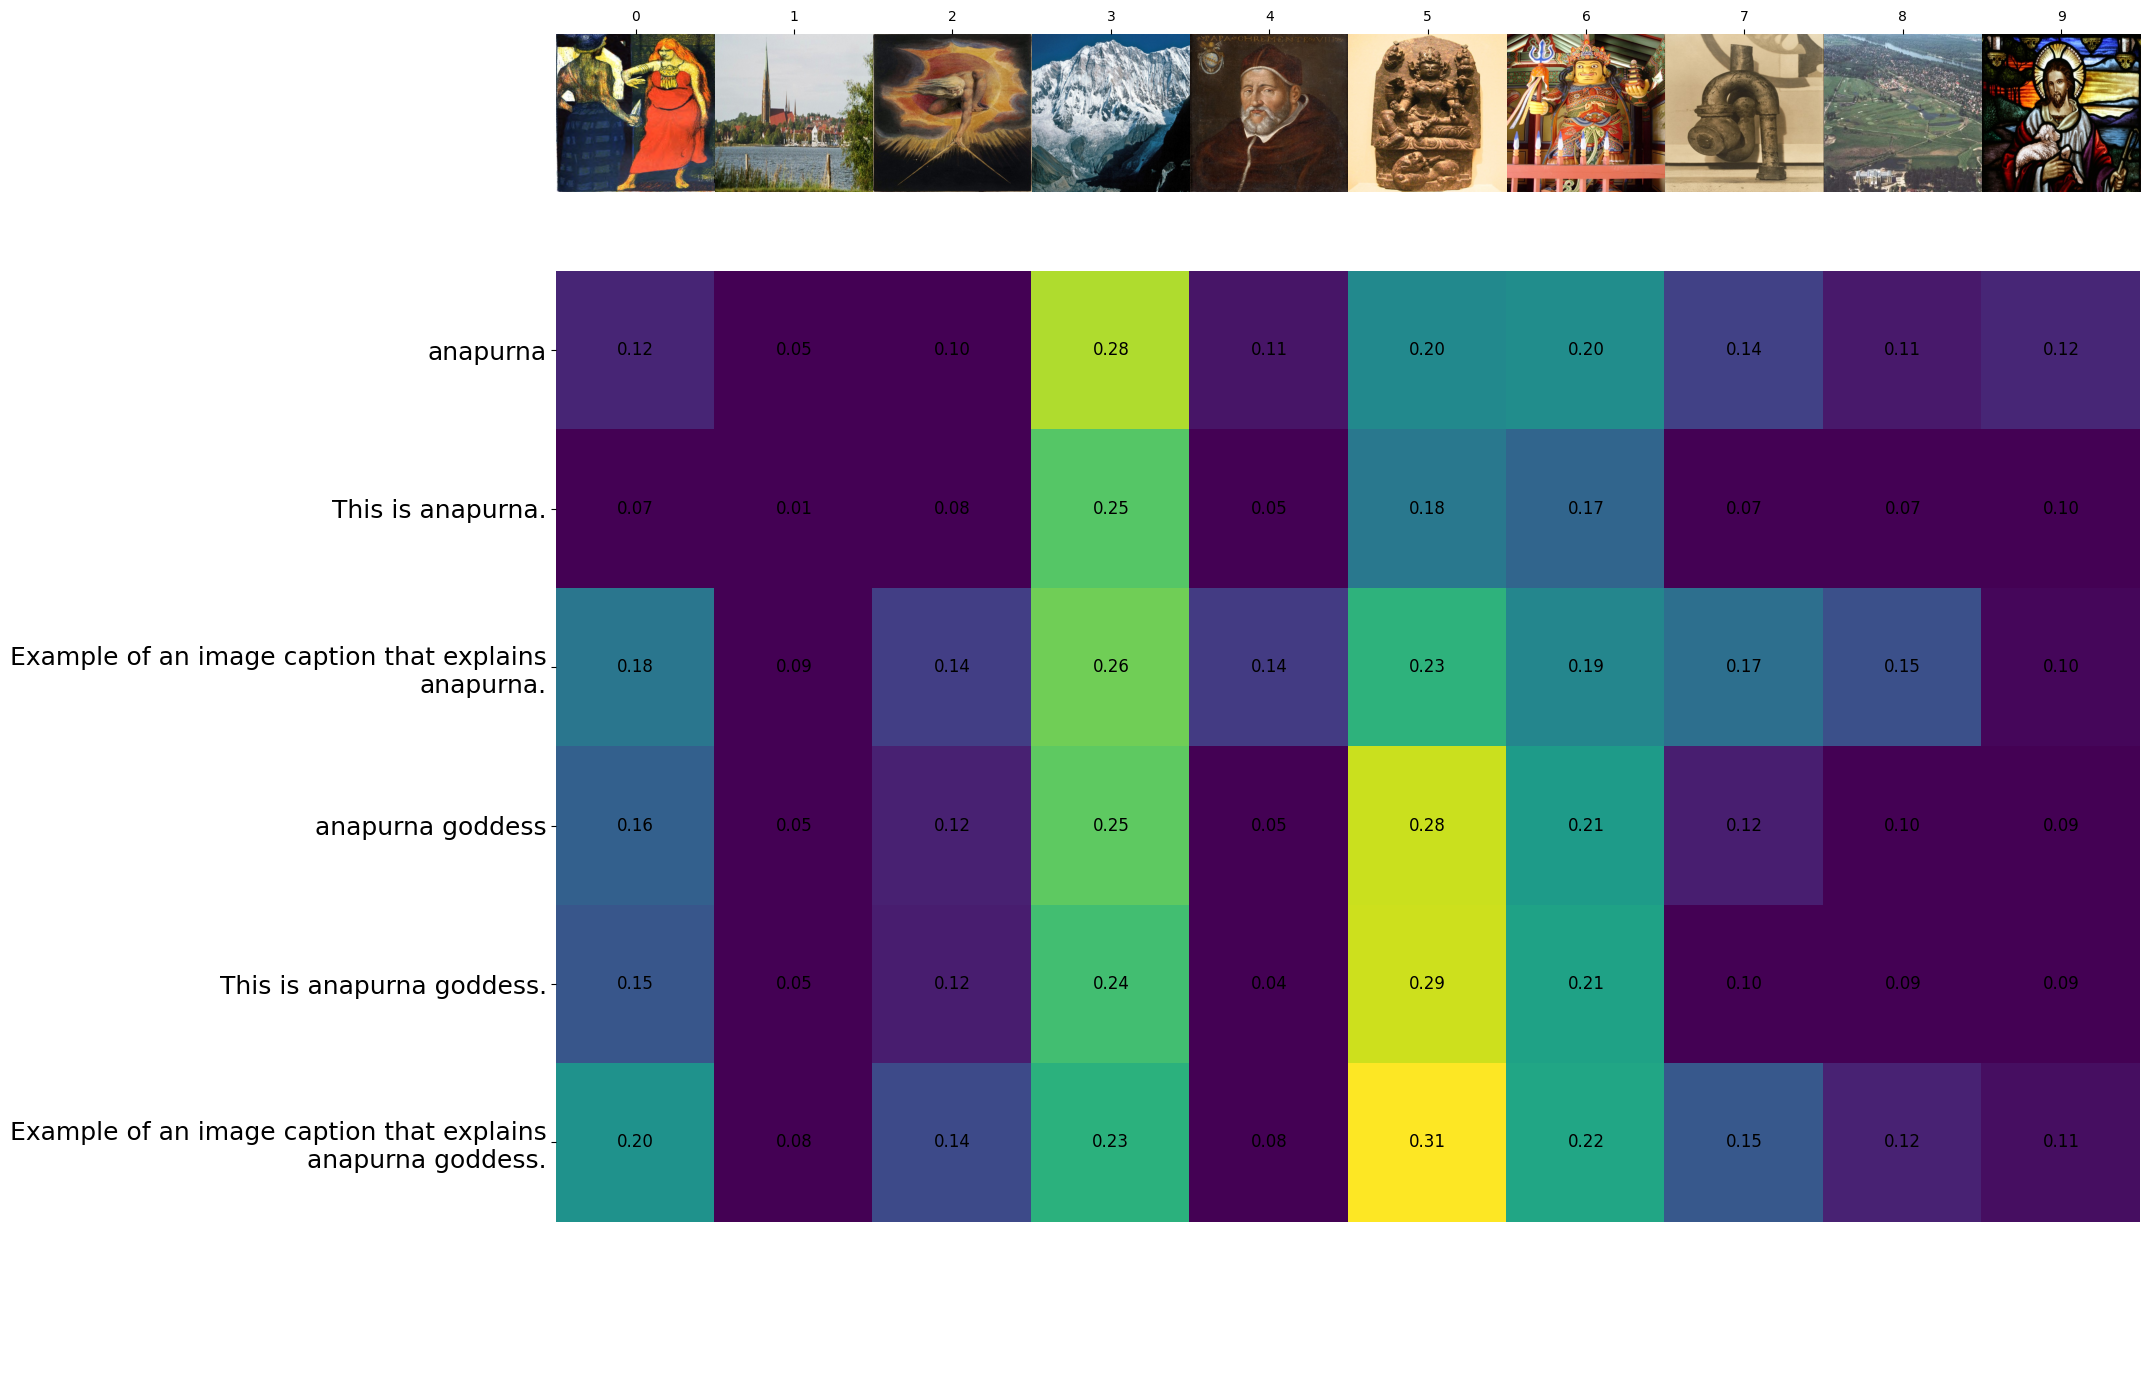 0 1 2 3 4 5 6 7 8 9
anapurna 0.12 0.05 0.10 0.28 0.11 0.20 0.20 0.14 0.11 0.12
This is anapurna. 0.07 0.01 0.08 0.25 0.05 0.18 0.17 0.07 0.07 0.10
Example of an image caption that explains
anapurna. 0.18 0.09 0.14 0.26 0.14 0.23 0.19 0.17 0.15 0.10
anapurna goddess 0.16 0.05 0.12 0.25 0.05 0.28 0.21 0.12 0.10 0.09
This is anapurna goddess. 0.15 0.05 0.12 0.24 0.04 0.29 0.21 0.10 0.09 0.09
Example of an image caption that explains
anapurna goddess. 0.20 0.08 0.14 0.23 0.08 0.31 0.22 0.15 0.12 0.11